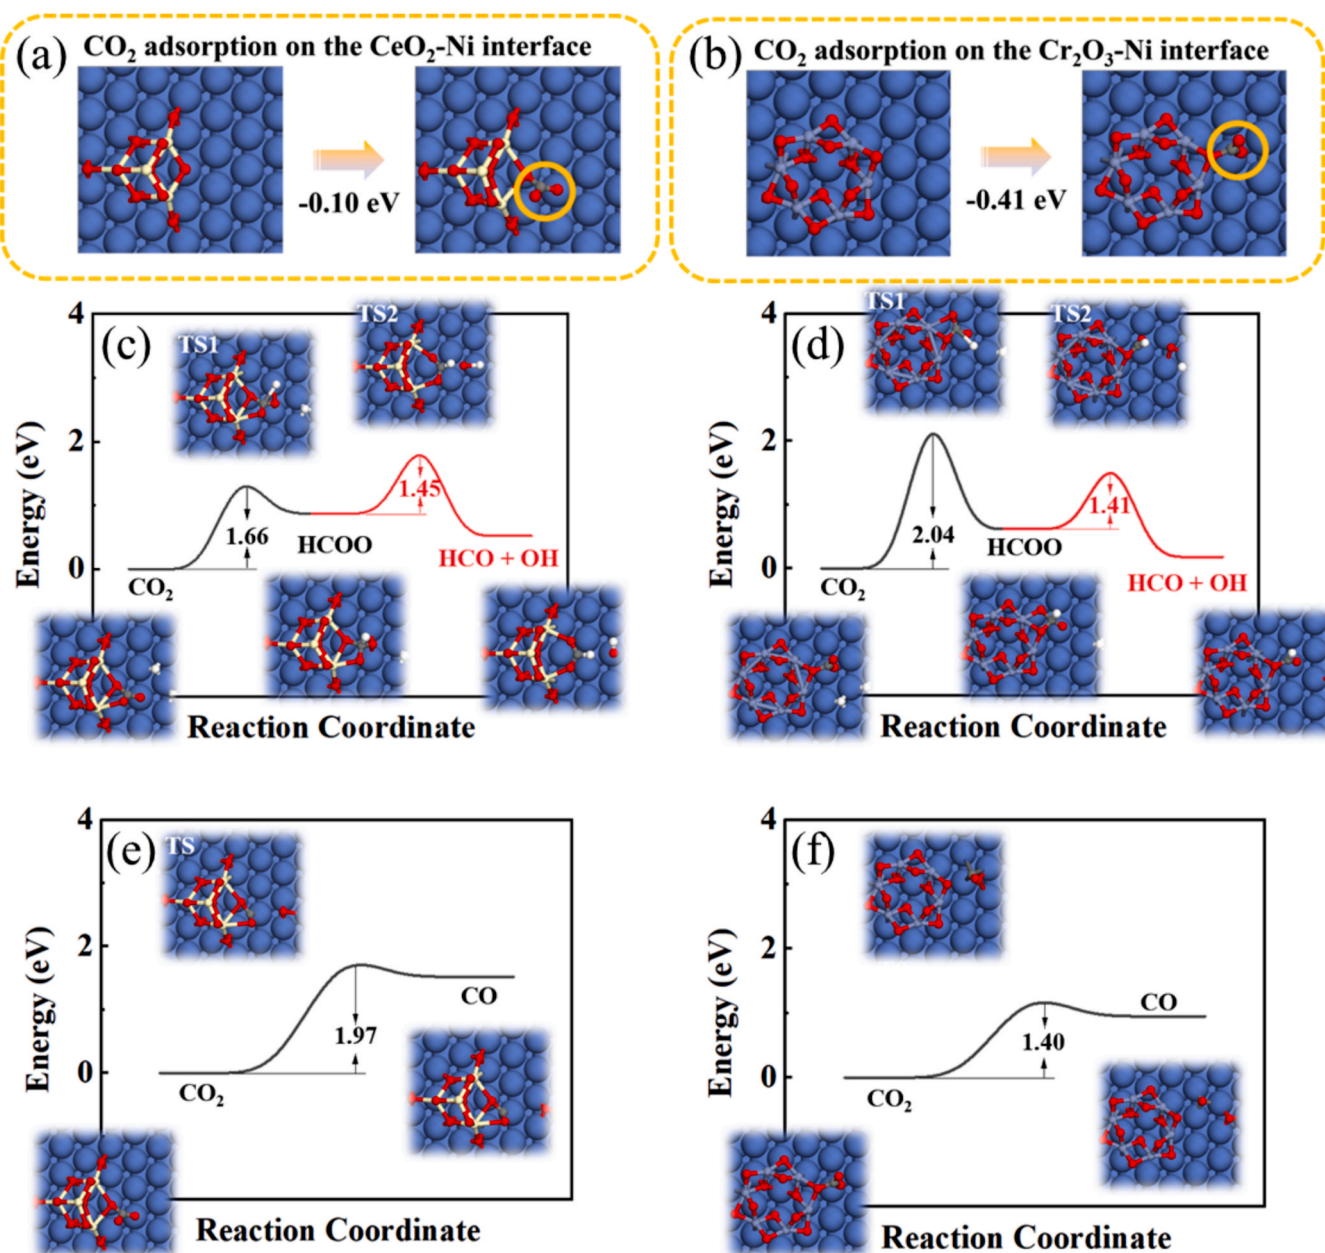 (a) CO₂ adsorption on the CeO₂-Ni interface
-0.10 eV
(b) CO₂ adsorption on the Cr₂O₃-Ni interface
-0.41 eV
(c)
4
2
0
Energy (eV)
TS1
TS2
1.66
1.45
CO₂
HCOO
HCO + OH
Reaction Coordinate
(d)
4
2
0
Energy (eV)
TS1
TS2
2.04
1.41
CO₂
HCOO
HCO + OH
Reaction Coordinate
(e)
4
2
0
Energy (eV)
TS
1.97
CO₂
CO
Reaction Coordinate
(f)
4
2
0
Energy (eV)
1.40
CO₂
CO
Reaction Coordinate